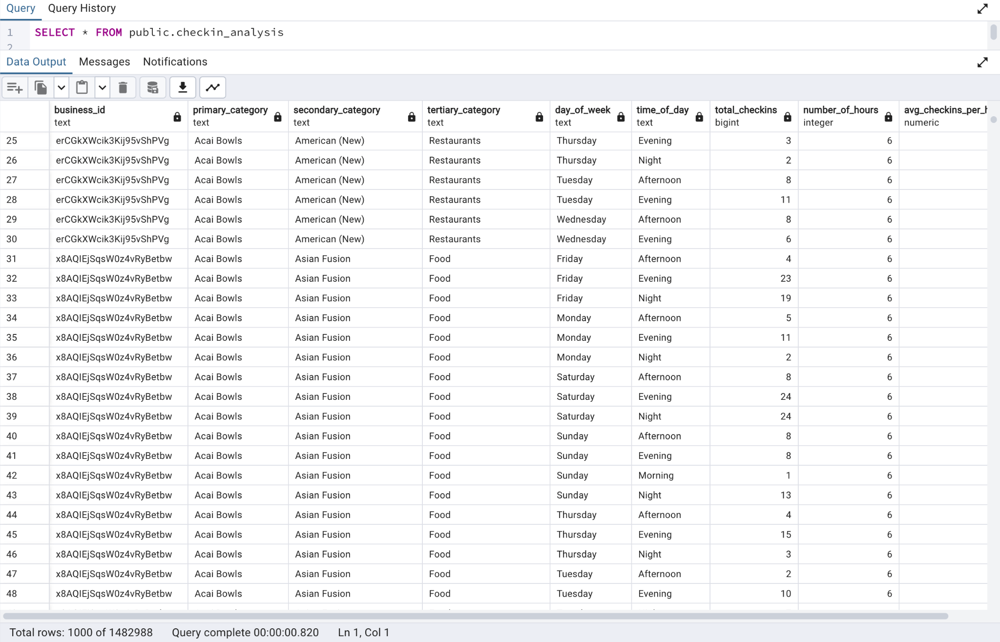 Query Query History
1 SELECT * FROM public.checkin_analysis
2
Data Output Messages Notifications
business_id primary_category secondary_category tertiary_category day_of_week time_of_day total_checkins number_of_hours avg_checkins_per_h
text text text text text text bigint integer numeric
25 erCGkXWcik3Kij95vShPVg Acai Bowls American (New) Restaurants Thursday Evening 3 6
26 erCGkXWcik3Kij95vShPVg Acai Bowls American (New) Restaurants Thursday Night 2 6
27 erCGkXWcik3Kij95vShPVg Acai Bowls American (New) Restaurants Tuesday Afternoon 8 6
28 erCGkXWcik3Kij95vShPVg Acai Bowls American (New) Restaurants Tuesday Evening 11 6
29 erCGkXWcik3Kij95vShPVg Acai Bowls American (New) Restaurants Wednesday Afternoon 8 6
30 erCGkXWcik3Kij95vShPVg Acai Bowls American (New) Restaurants Wednesday Evening 6 6
31 x8AQIEjSqsW0z4vRyBetbw Acai Bowls Asian Fusion Food Friday Afternoon 4 6
32 x8AQIEjSqsW0z4vRyBetbw Acai Bowls Asian Fusion Food Friday Evening 23 6
33 x8AQIEjSqsW0z4vRyBetbw Acai Bowls Asian Fusion Food Friday Night 19 6
34 x8AQIEjSqsW0z4vRyBetbw Acai Bowls Asian Fusion Food Monday Afternoon 5 6
35 x8AQIEjSqsW0z4vRyBetbw Acai Bowls Asian Fusion Food Monday Evening 11 6
36 x8AQIEjSqsW0z4vRyBetbw Acai Bowls Asian Fusion Food Monday Night 2 6
37 x8AQIEjSqsW0z4vRyBetbw Acai Bowls Asian Fusion Food Saturday Afternoon 8 6
38 x8AQIEjSqsW0z4vRyBetbw Acai Bowls Asian Fusion Food Saturday Evening 24 6
39 x8AQIEjSqsW0z4vRyBetbw Acai Bowls Asian Fusion Food Saturday Night 24 6
40 x8AQIEjSqsW0z4vRyBetbw Acai Bowls Asian Fusion Food Sunday Afternoon 8 6
41 x8AQIEjSqsW0z4vRyBetbw Acai Bowls Asian Fusion Food Sunday Evening 8 6
42 x8AQIEjSqsW0z4vRyBetbw Acai Bowls Asian Fusion Food Sunday Morning 1 6
43 x8AQIEjSqsW0z4vRyBetbw Acai Bowls Asian Fusion Food Sunday Night 13 6
44 x8AQIEjSqsW0z4vRyBetbw Acai Bowls Asian Fusion Food Thursday Afternoon 4 6
45 x8AQIEjSqsW0z4vRyBetbw Acai Bowls Asian Fusion Food Thursday Evening 15 6
46 x8AQIEjSqsW0z4vRyBetbw Acai Bowls Asian Fusion Food Thursday Night 3 6
47 x8AQIEjSqsW0z4vRyBetbw Acai Bowls Asian Fusion Food Tuesday Afternoon 2 6
48 x8AQIEjSqsW0z4vRyBetbw Acai Bowls Asian Fusion Food Tuesday Evening 10 6
Total rows: 1000 of 1482988 Query complete 00:00:00.820 Ln 1, Col 1